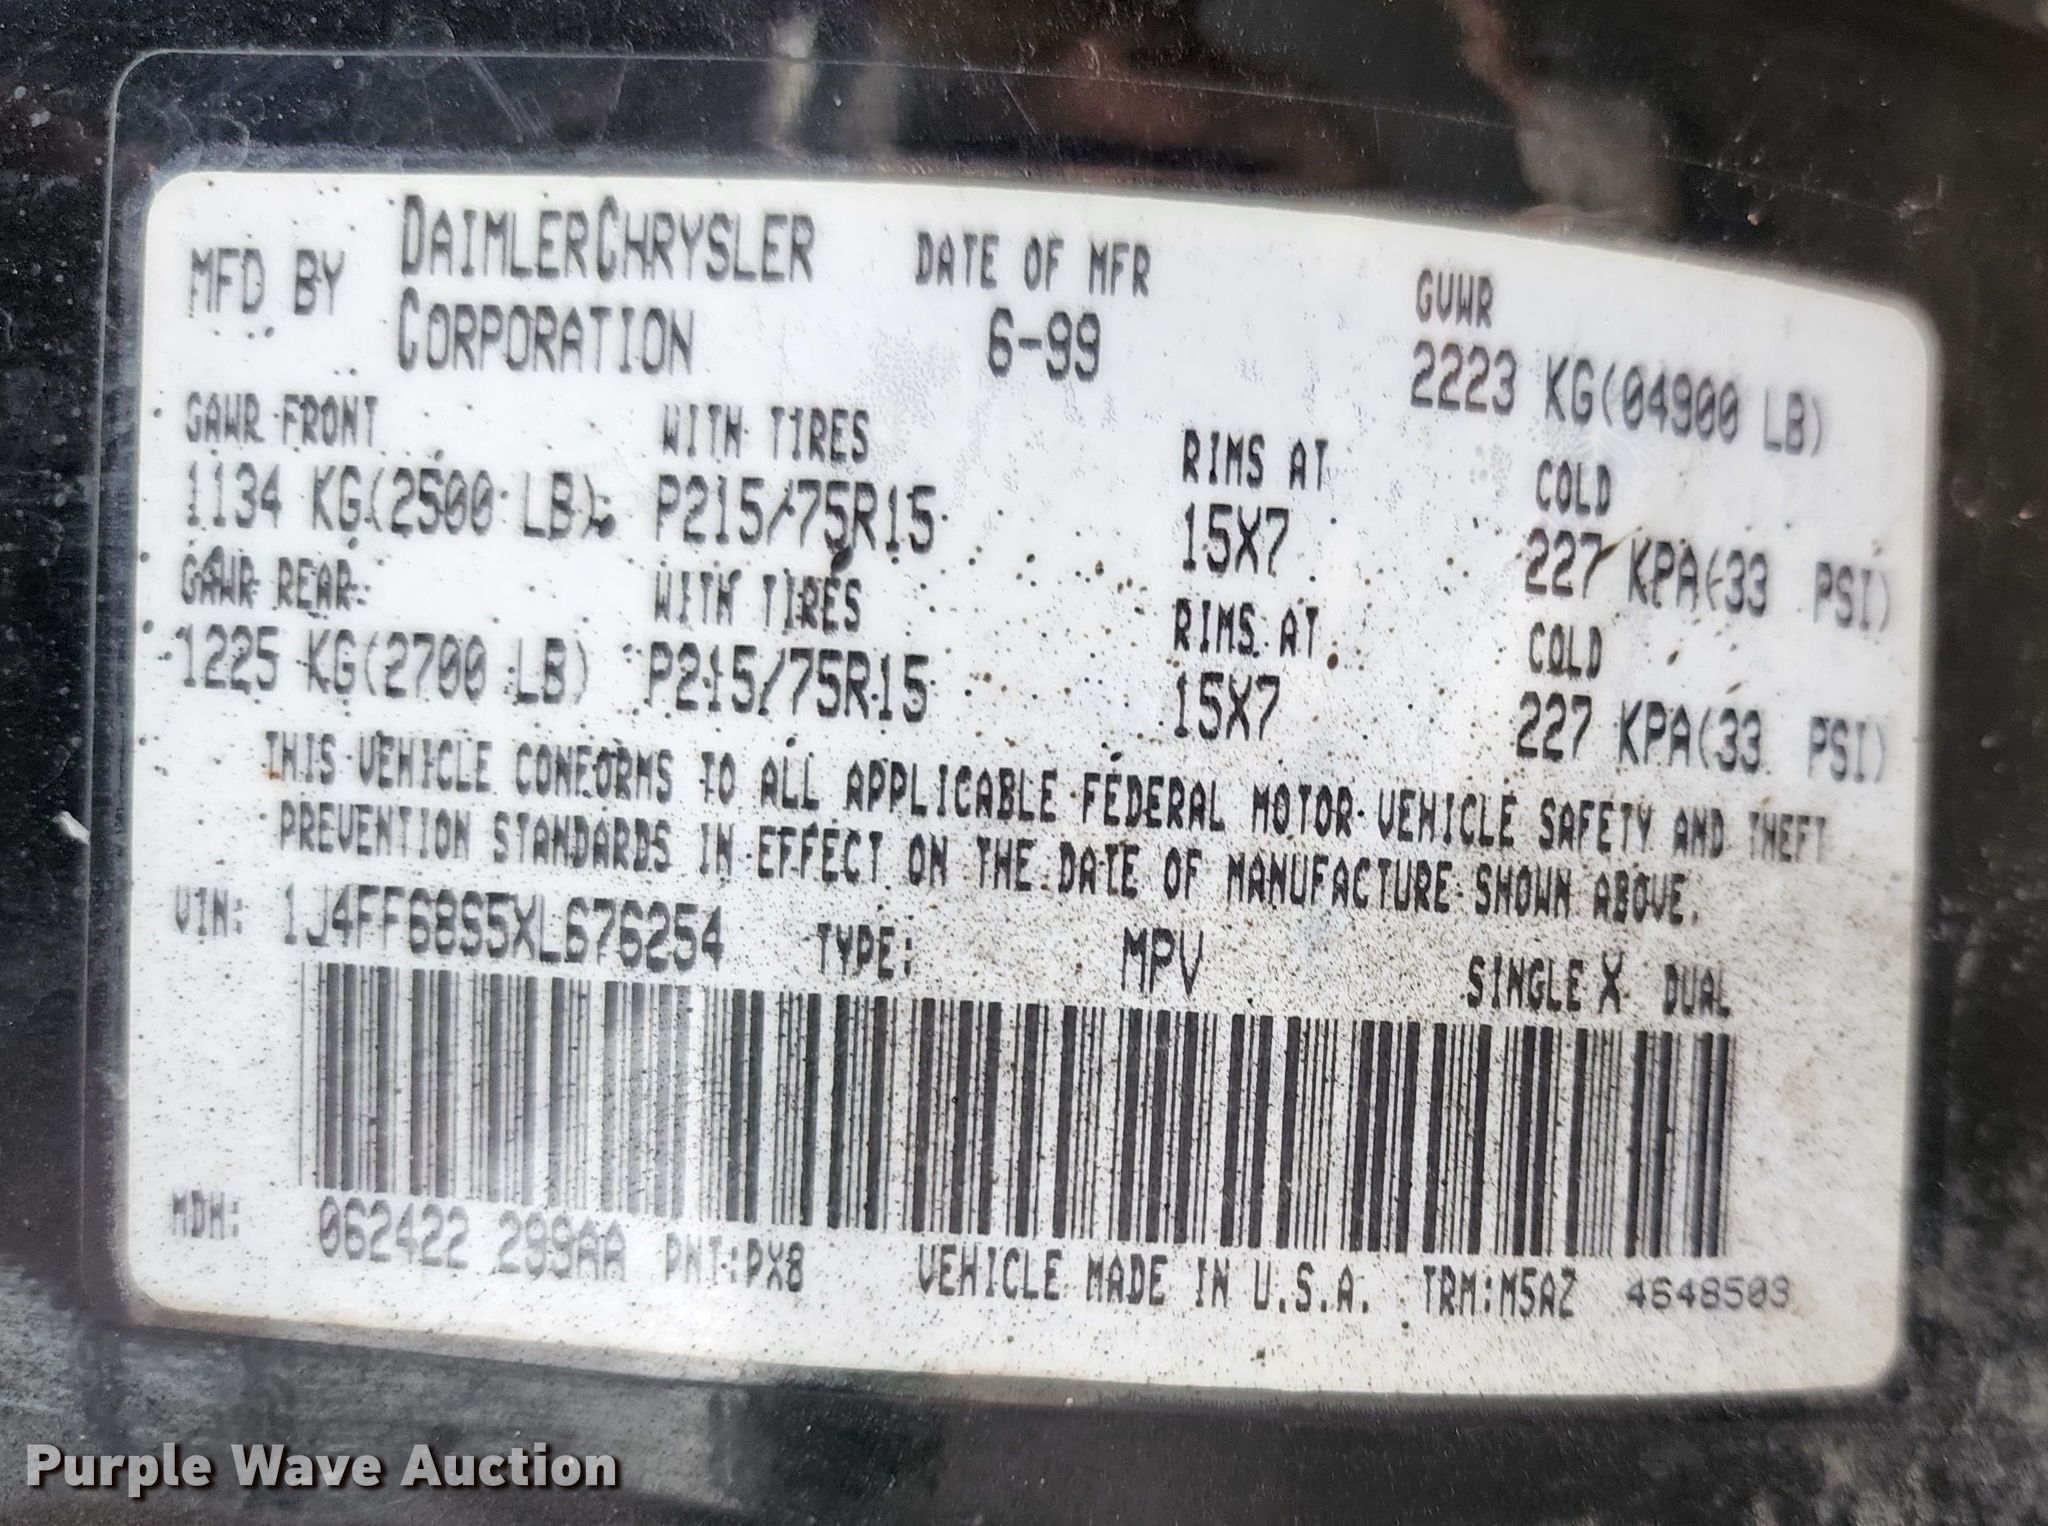 MFD BY DAIMLERCHRYSLER CORPORATION DATE OF MFR 6-99 GVWR 2223 KG(04900 LB)
GAWR FRONT WITH TIRES RIMS AT COLD
1134 KG(2500 LB) P215/75R15 15X7 227 KPA(33 PSI)
GAWR REAR WITH TIRES RIMS AT COLD
1225 KG(2700 LB) P215/75R15 15X7 227 KPA(33 PSI)
THIS VEHICLE CONFORMS TO ALL APPLICABLE FEDERAL MOTOR VEHICLE SAFETY AND THEFT
PREVENTION STANDARDS IN EFFECT ON THE DATE OF MANUFACTURE SHOWN ABOVE.
VIN: 1J4FF68S5XL676254 TYPE: MPV SINGLE X DUAL
MDH: 062422 299AA PNT:PX8 VEHICLE MADE IN U.S.A. TRM:M5AZ 4648503
Purple Wave Auction